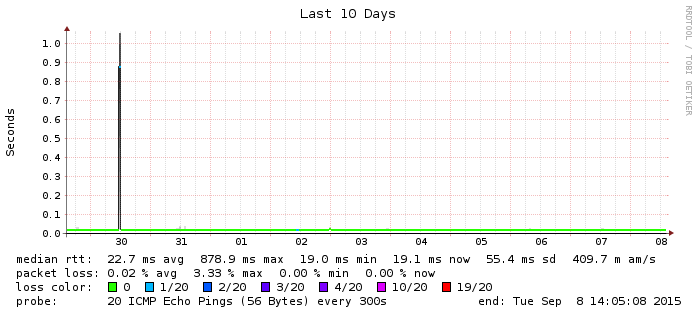 Last 10 Days
RRDTOOL / TOBI OETIKER
Seconds
1.0
0.9
0.8
0.7
0.6
0.5
0.4
0.3
0.2
0.1
0.0
30 31 01 02 03 04 05 06 07 08
median rtt: 22.7 ms avg 878.9 ms max 19.0 ms min 19.1 ms now 55.4 ms sd 409.7 m am/s
packet loss: 0.02 % avg 3.33 % max 0.00 % min 0.00 % now
loss color: 0 1/20 2/20 3/20 4/20 10/20 19/20
probe: 20 ICMP Echo Pings (56 Bytes) every 300s end: Tue Sep 8 14:05:08 2015